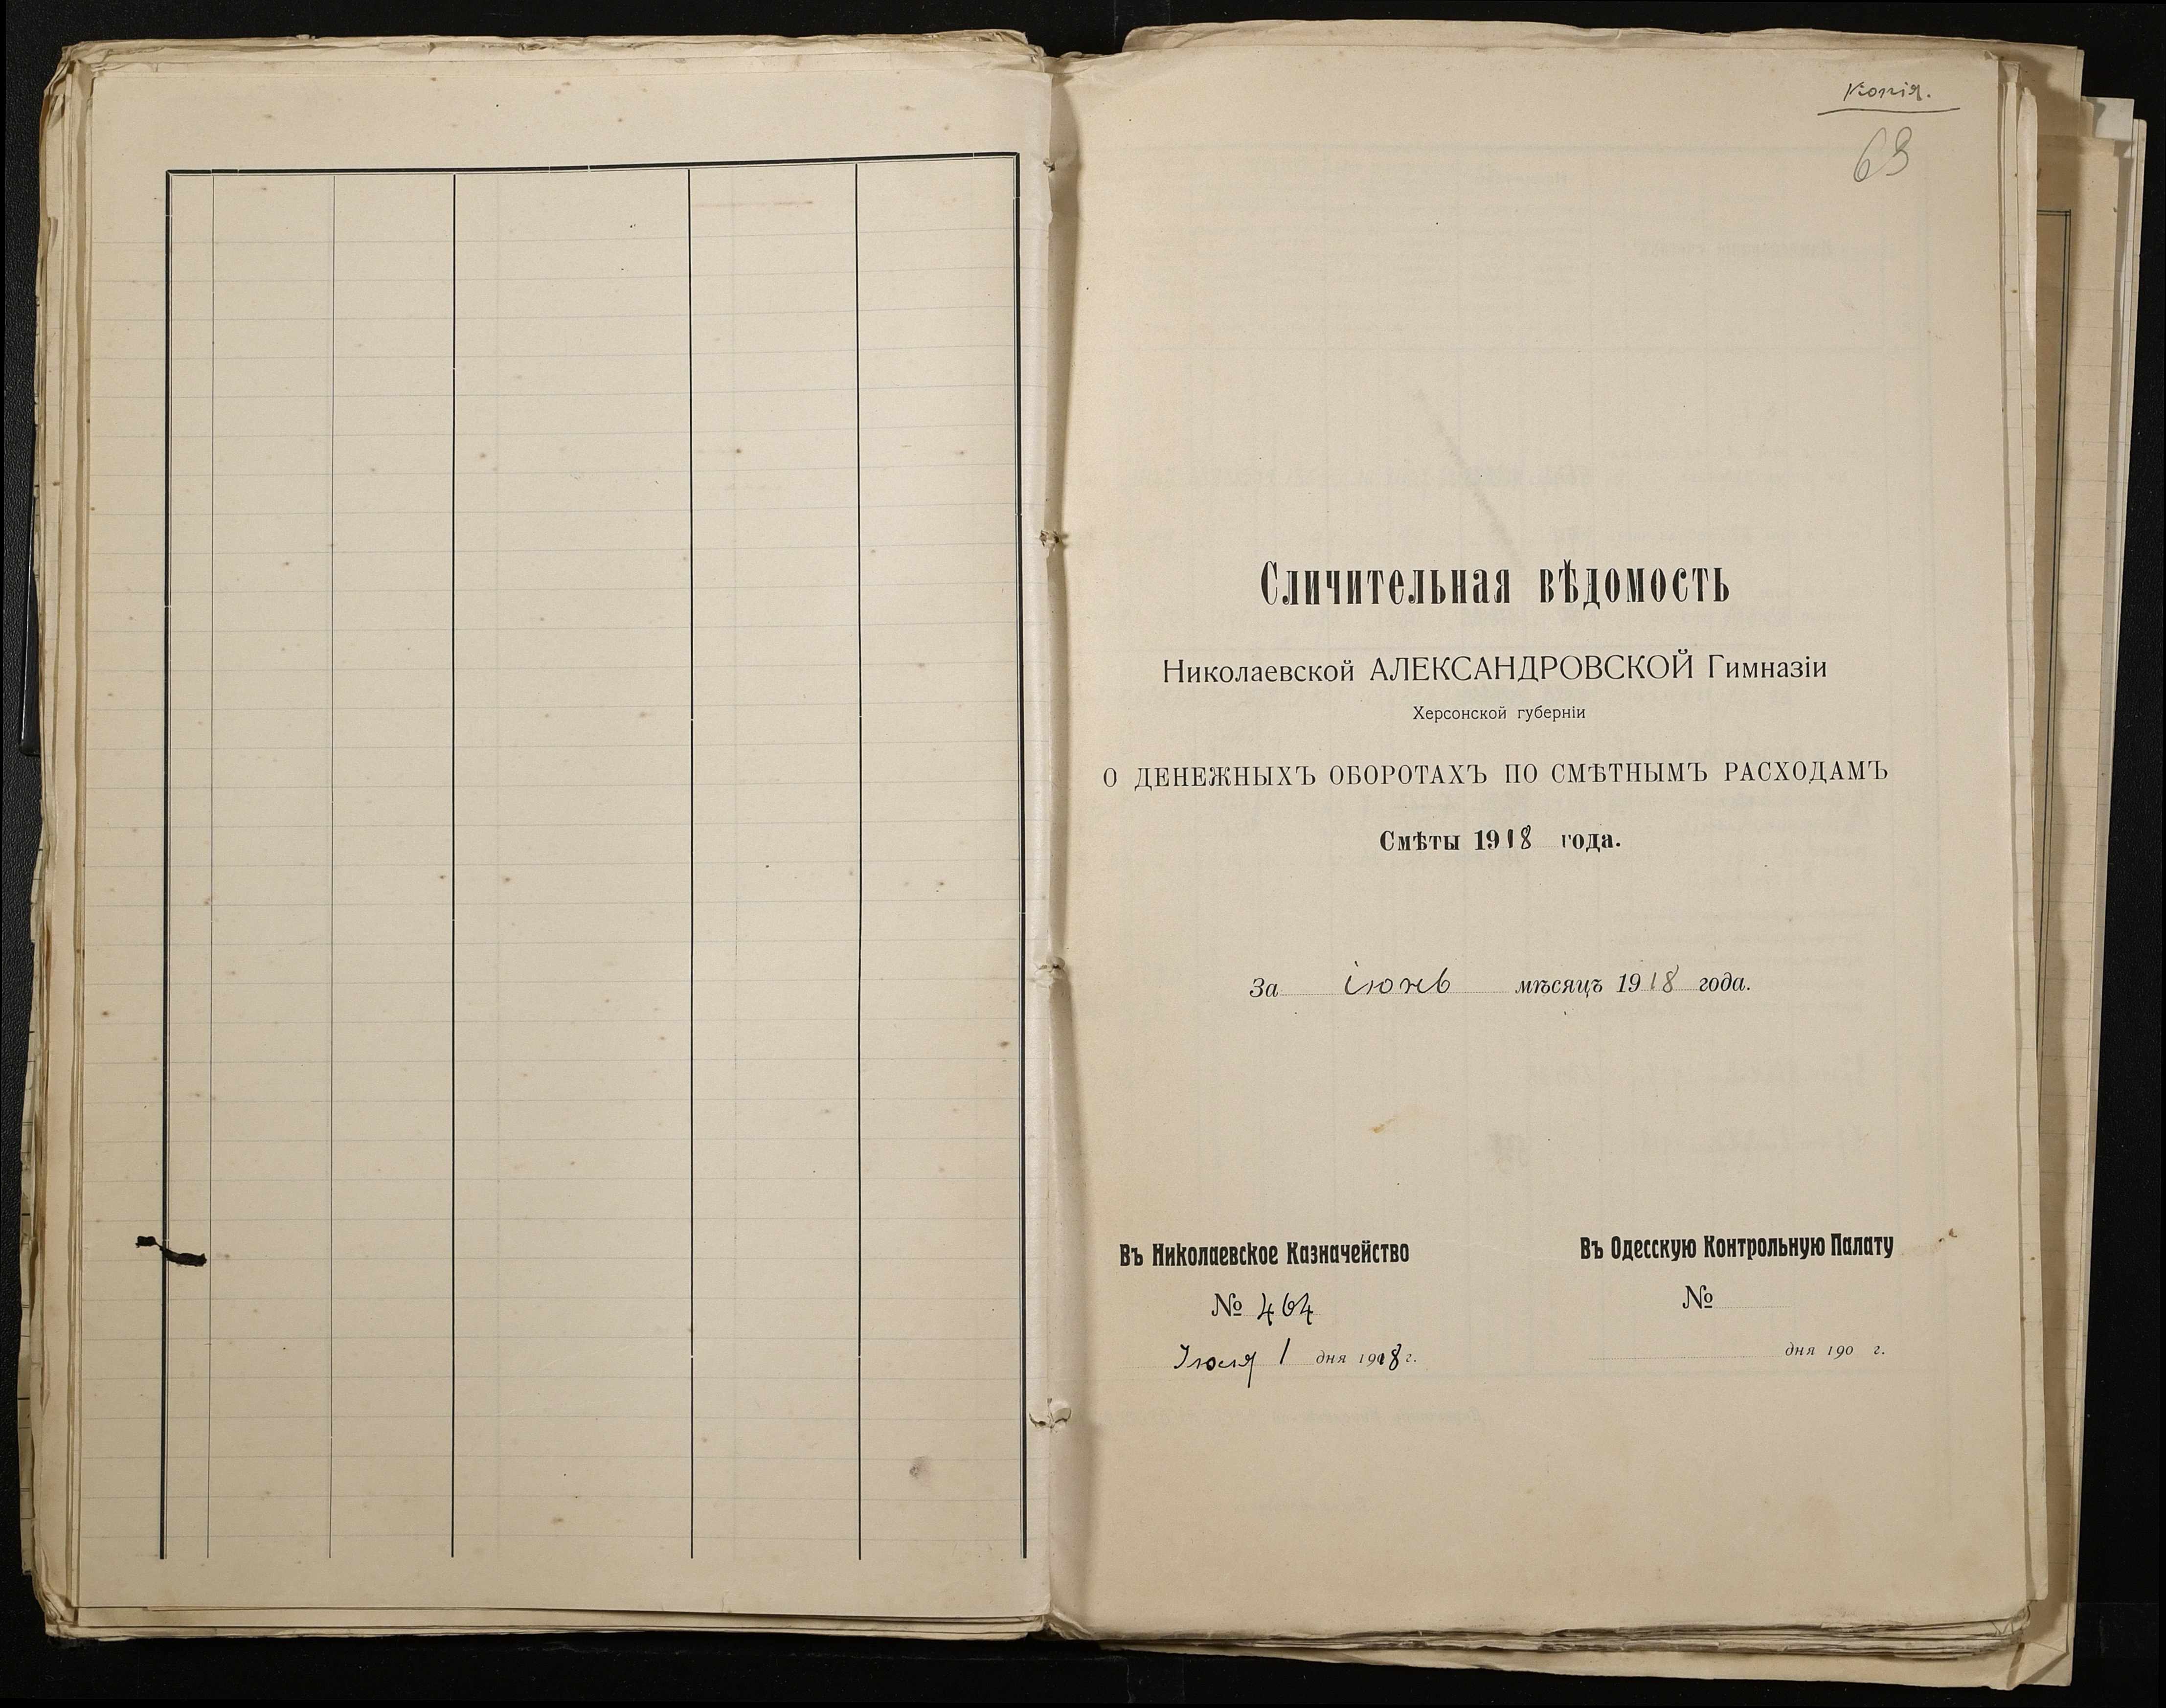 Копія.
63
Сличительная вѣдомость
Николаевской АЛЕКСАНДРОВСКОЙ Гимназіи
Херсонской губерніи
О ДЕНЕЖНЫХЪ ОБОРОТАХЪ ПО СМѢТНЫМЪ РАСХОДАМЪ
Смѣты 1918 года.
За іюнь мѣсяцъ 1918 года.
Въ Николаевское Казначейство
№ 464
Іюля 1 дня 1918 г.
Въ Одесскую Контрольную Палату
№
дня 190 г.